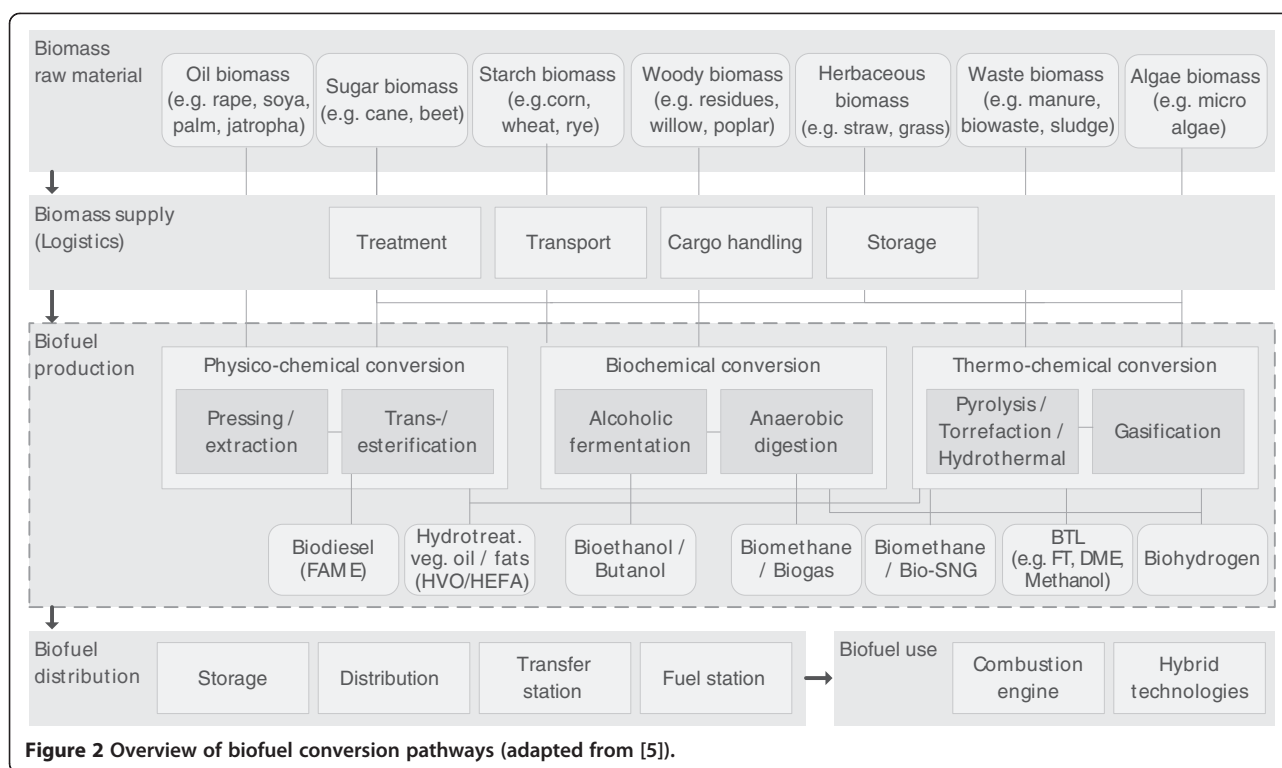 Biomass
raw material
Oil biomass
(e.g. rape, soya,
palm, jatropha)
Sugar biomass
(e.g. cane, beet)
Starch biomass
(e.g.corn,
wheat, rye)
Woody biomass
(e.g. residues,
willow, poplar)
Herbaceous
biomass
(e.g. straw, grass)
Waste biomass
(e.g. manure,
biowaste, sludge)
Algae biomass
(e.g. micro
algae)
Biomass supply
(Logistics)
Treatment
Transport
Cargo handling
Storage
Biofuel
production
Physico-chemical conversion
Pressing /
extraction
Trans-/
esterification
Biochemical conversion
Alcoholic
fermentation
Anaerobic
digestion
Thermo-chemical conversion
Pyrolysis /
Torrefaction /
Hydrothermal
Gasification
Biodiesel
(FAME)
Hydrotreat.
veg. oil / fats
(HVO/HEFA)
Bioethanol /
Butanol
Biomethane
/ Biogas
Biomethane
/ Bio-SNG
BTL
(e.g. FT, DME,
Methanol)
Biohydrogen
Biofuel
distribution
Storage
Distribution
Transfer
station
Fuel station
Biofuel use
Combustion
engine
Hybrid
technologies
Figure 2 Overview of biofuel conversion pathways (adapted from [5]).